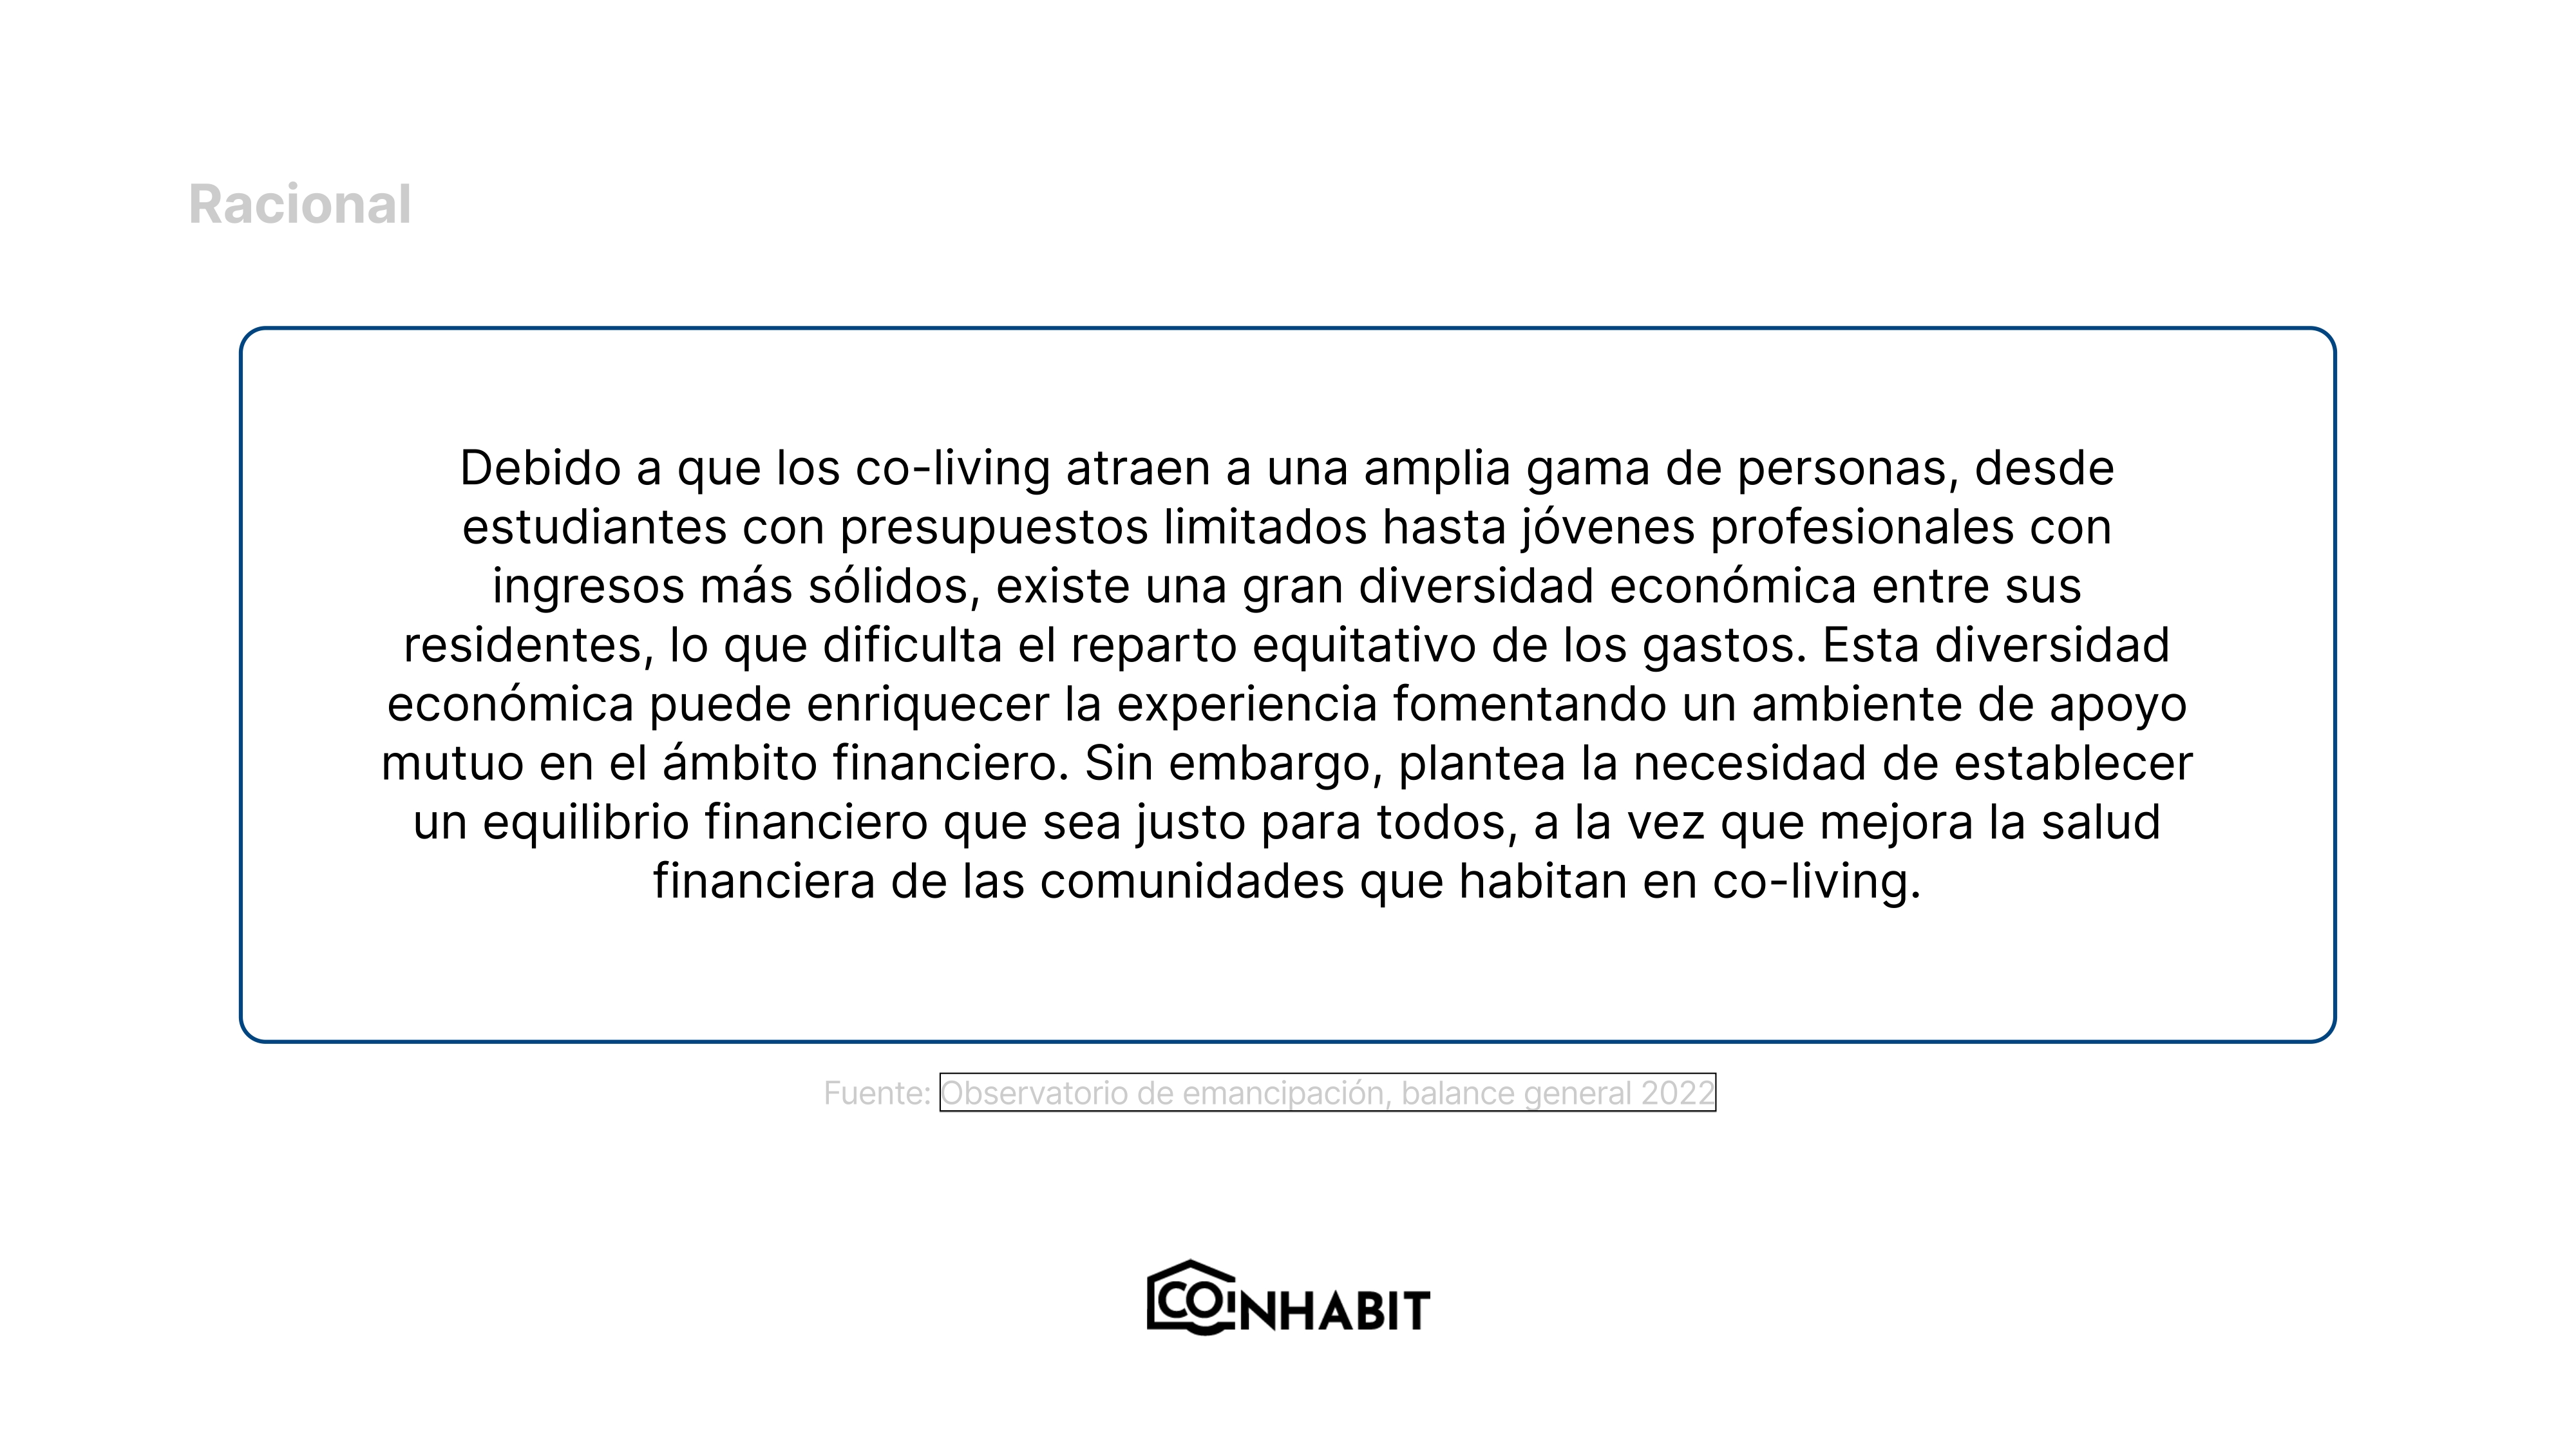 Racional
Debido a que los co-living atraen a una amplia gama de personas, desde
estudiantes con presupuestos limitados hasta jóvenes profesionales con
ingresos más sólidos, existe una gran diversidad económica entre sus
residentes, lo que dificulta el reparto equitativo de los gastos. Esta diversidad
económica puede enriquecer la experiencia fomentando un ambiente de apoyo
mutuo en el ámbito financiero. Sin embargo, plantea la necesidad de establecer
un equilibrio financiero que sea justo para todos, a la vez que mejora la salud
financiera de las comunidades que habitan en co-living.
Fuente: Observatorio de emancipación, balance general 2022
COINHABIT